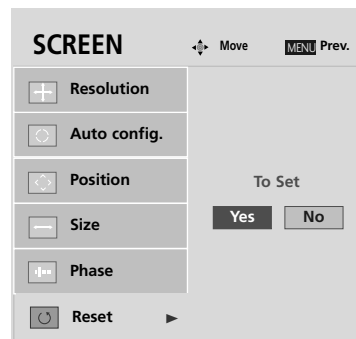 SCREEN Move MENU Prev.
Resolution
Auto config.
Position
To Set
Size
Yes No
Phase
Reset